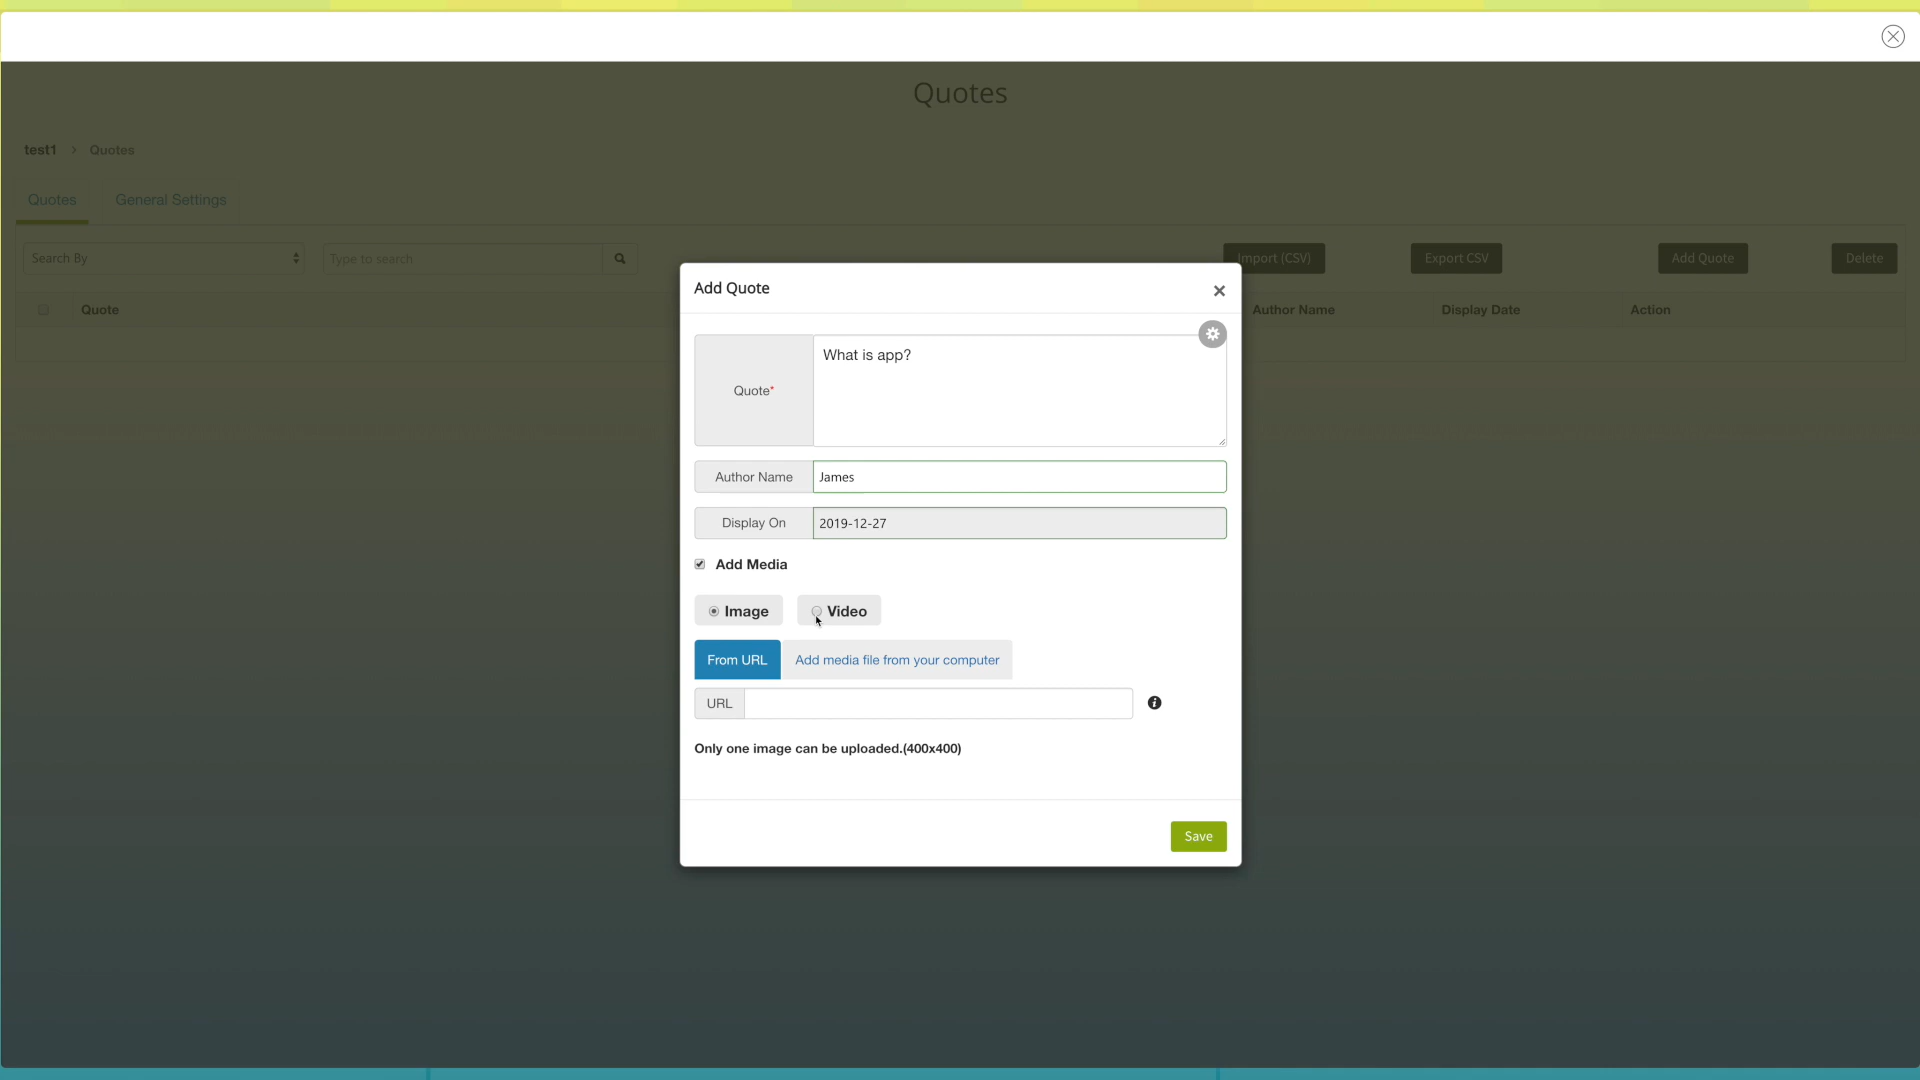 Quotes
test1 > Quotes
Quotes General Settings
Search By Type to search Import (CSV) Export CSV Add Quote Delete
Quote Author Name Display Date Action
Add Quote ×
Quote* What is app?
Author Name James
Display On 2019-12-27
Add Media
Image Video
From URL Add media file from your computer
URL
Only one image can be uploaded.(400x400)
Save